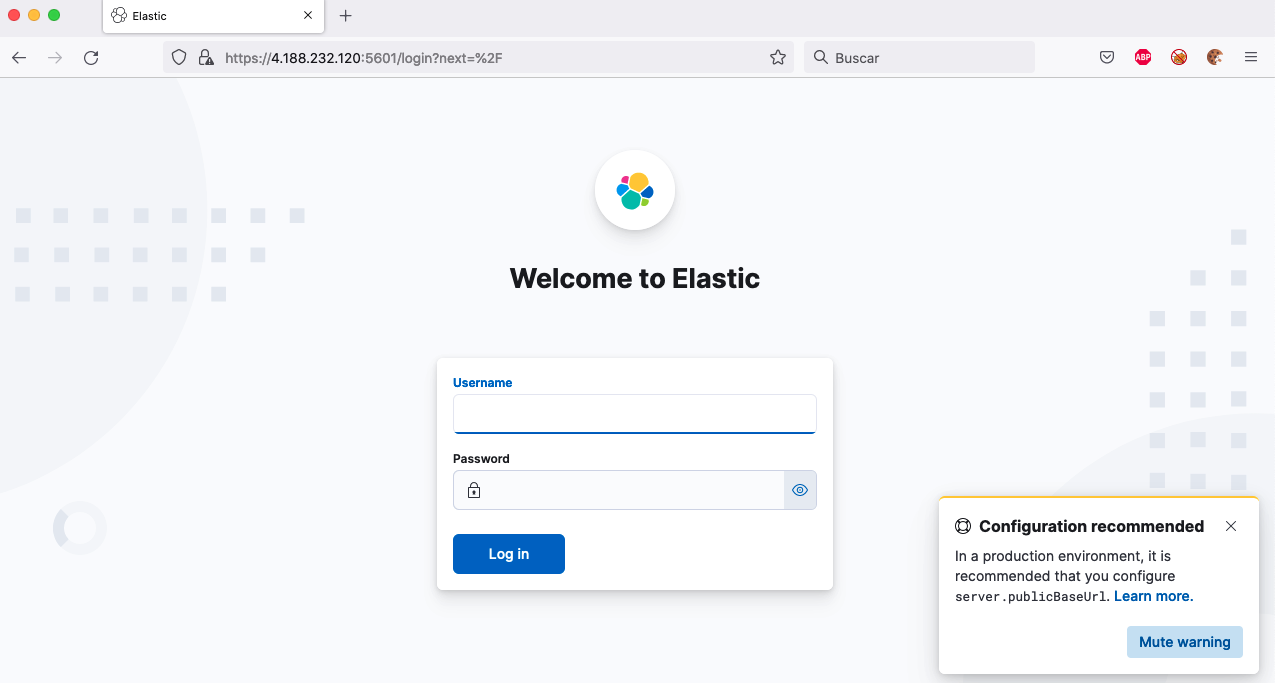 Elastic
https://4.188.232.120:5601/login?next=%2F
Buscar
ABP
Welcome to Elastic
Username
Password
Log in
Configuration recommended
In a production environment, it is
recommended that you configure
server.publicBaseUrl. Learn more.
Mute warning